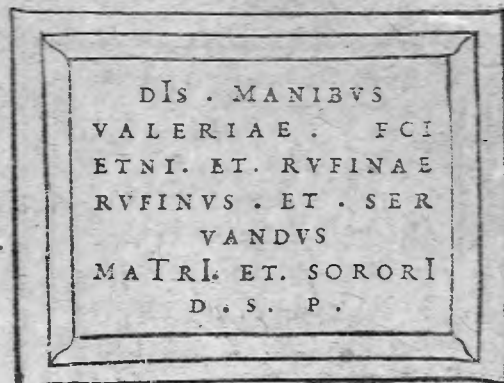 DIS . MANIBVS
VALERIAE . FCI
ETNI. ET. RVFINAE
RVFINVS . ET . SER
VANDVS
MATRI. ET. SORORI
D . S . P .